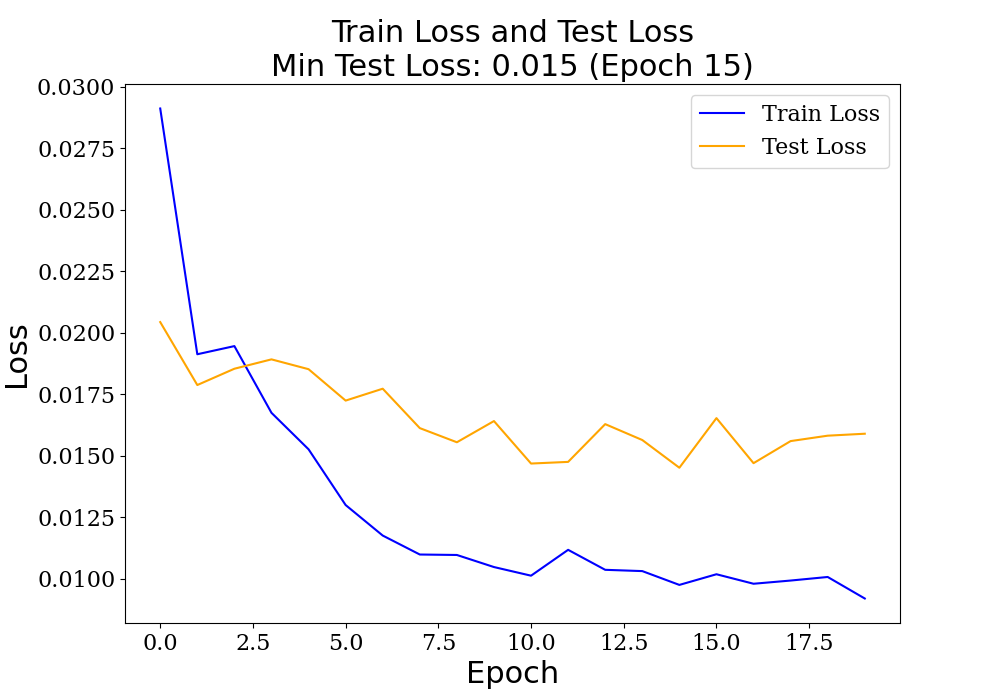 Train Loss and Test Loss
Min Test Loss: 0.015 (Epoch 15)
Train Loss
Test Loss
Loss
0.0300
0.0275
0.0250
0.0225
0.0200
0.0175
0.0150
0.0125
0.0100
0.0 2.5 5.0 7.5 10.0 12.5 15.0 17.5
Epoch